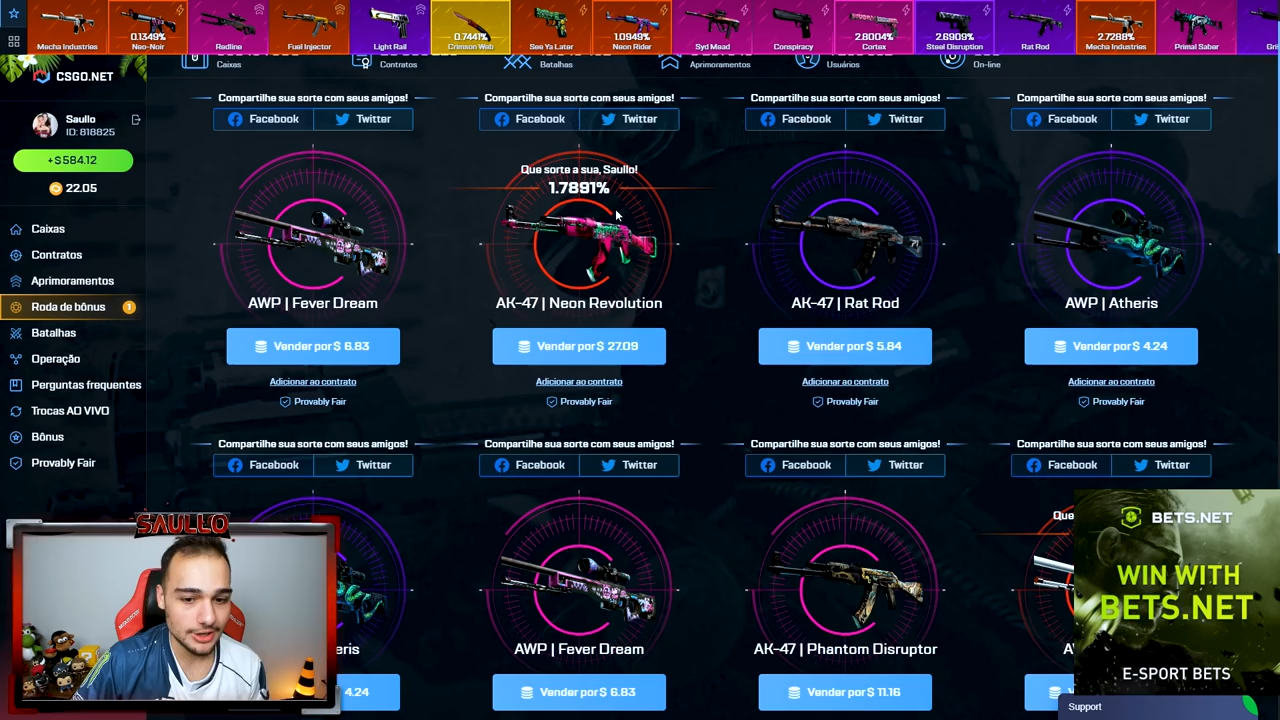 Mecha Industries
0.1349%
Neo-Noir
Redline
Fuel Injector
Light Rail
0.7441%
Crimson Web
See Ya Later
1.0949%
Neon Rider
Syd Mead
Conspiracy
2.8004%
Cortex
2.6909%
Steel Disruption
Rat Rod
2.7288%
Mecha Industries
Primal Saber
CSGO.NET
Caixas
Contratos
Batalhas
Aprimoramentos
Usuários
On-line
Saullo
ID: 818825
+$584.12
22.05
Caixas
Contratos
Aprimoramentos
Roda de bônus 1
Batalhas
Operação
Perguntas frequentes
Trocas AO VIVO
Bônus
Provably Fair
Compartilhe sua sorte com seus amigos!
Facebook Twitter
AWP | Fever Dream
Vender por $ 6.83
Adicionar ao contrato
Provably Fair
Compartilhe sua sorte com seus amigos!
Facebook Twitter
Que sorte a sua, Saullo!
1.7891%
AK-47 | Neon Revolution
Vender por $ 27.09
Adicionar ao contrato
Provably Fair
Compartilhe sua sorte com seus amigos!
Facebook Twitter
AK-47 | Rat Rod
Vender por $ 5.84
Adicionar ao contrato
Provably Fair
Compartilhe sua sorte com seus amigos!
Facebook Twitter
AWP | Atheris
Vender por $ 4.24
Adicionar ao contrato
Provably Fair
Compartilhe sua sorte com seus amigos!
Facebook Twitter
eris
4.24
Compartilhe sua sorte com seus amigos!
Facebook Twitter
AWP | Fever Dream
Vender por $ 6.83
Compartilhe sua sorte com seus amigos!
Facebook Twitter
AK-47 | Phantom Disruptor
Vender por $ 11.16
Compartilhe sua sorte com seus amigos!
Facebook Twitter
Que
SAULLO
BETS.NET
WIN WITH
BETS.NET
E-SPORT BETS
Support